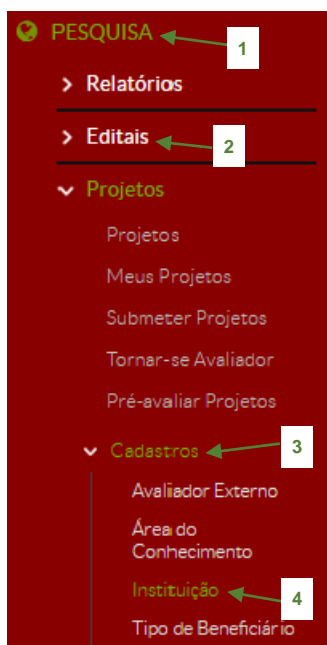 PESQUISA
1
Relatórios
Editais
2
Projetos
Projetos
Meus Projetos
Submeter Projetos
Tornar-se Avaliador
Pré-avaliar Projetos
Cadastros
3
Avaliador Externo
Área do
Conhecimento
Instituição
4
Tipo de Beneficiário